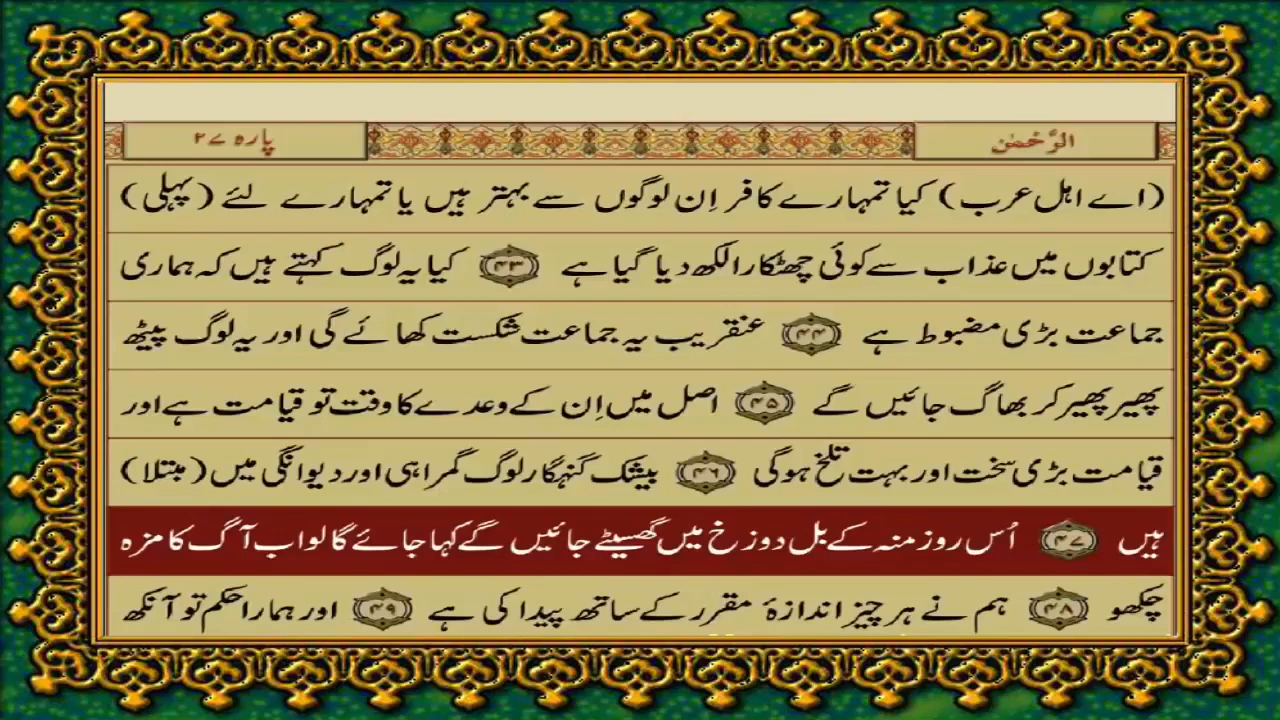 الرَّحْمٰن
پارہ ۲۷
(اے اہل عرب) کیا تمہارے کافر اِن لوگوں سے بہتر ہیں یا تمہارے لئے (پہلی)
کتابوں میں عذاب سے کوئی چھٹکارا لکھ دیا گیا ہے ۴۳ کیا یہ لوگ کہتے ہیں کہ ہماری
جماعت بڑی مضبوط ہے ۴۴ عنقریب یہ جماعت شکست کھائے گی اور یہ لوگ پیٹھ
پھیر پھیر کر بھاگ جائیں گے ۴۵ اصل میں اِن کے وعدے کا وقت تو قیامت ہے اور
قیامت بڑی سخت اور بہت تلخ ہوگی ۴۶ بیشک گنہگار لوگ گمراہی اور دیوانگی میں (مبتلا)
ہیں ۴۷ اُس روز منہ کے بل دوزخ میں گھسیٹے جائیں گے کہا جائے گا لو اب آگ کا مزہ
چکھو ۴۸ ہم نے ہر چیز اندازۂ مقرر کے ساتھ پیدا کی ہے ۴۹ اور ہمارا حکم تو آنکھ